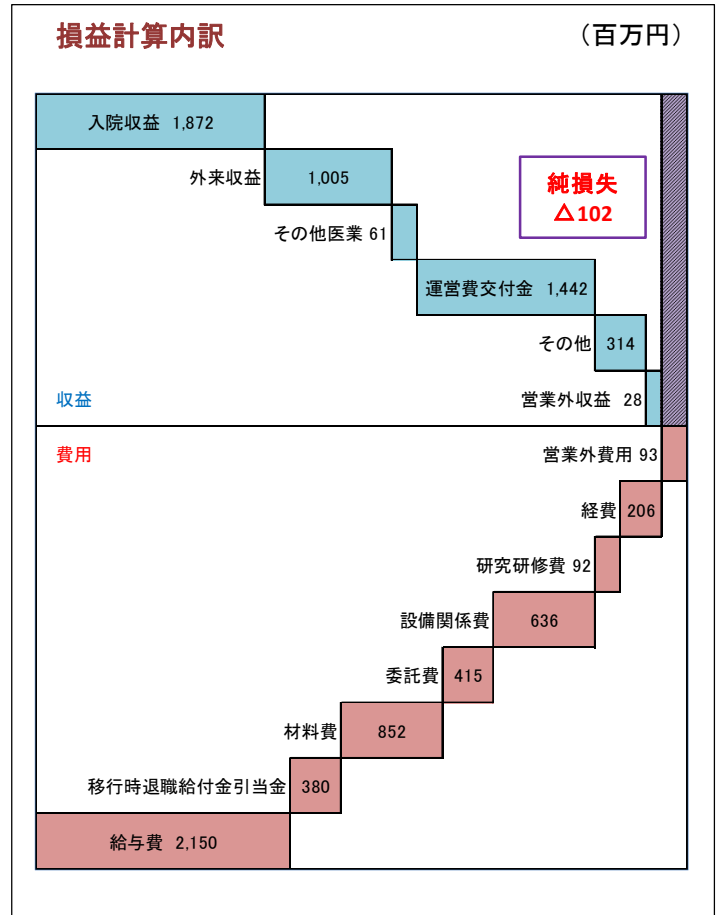 損益計算内訳 （百万円）
入院収益 1,872
外来収益 1,005
純損失
△102
その他医業 61
運営費交付金 1,442
その他 314
収益
営業外収益 28
費用
営業外費用 93
経費 206
研究研修費 92
設備関係費 636
委託費 415
材料費 852
移行時退職給付金引当金 380
給与費 2,150